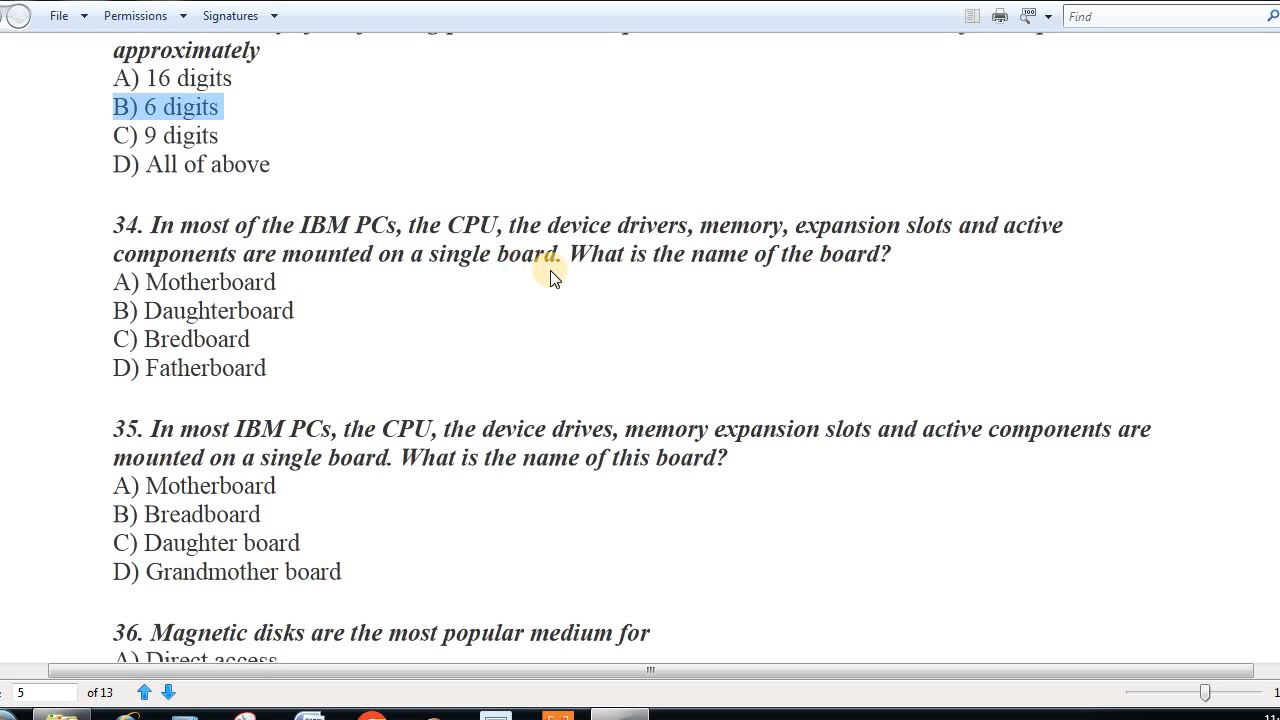 File Permissions Signatures Find
approximately
A) 16 digits
B) 6 digits
C) 9 digits
D) All of above
34. In most of the IBM PCs, the CPU, the device drivers, memory, expansion slots and active
components are mounted on a single board. What is the name of the board?
A) Motherboard
B) Daughterboard
C) Bredboard
D) Fatherboard
35. In most IBM PCs, the CPU, the device drives, memory expansion slots and active components are
mounted on a single board. What is the name of this board?
A) Motherboard
B) Breadboard
C) Daughter board
D) Grandmother board
36. Magnetic disks are the most popular medium for
A) Direct access
5 of 13